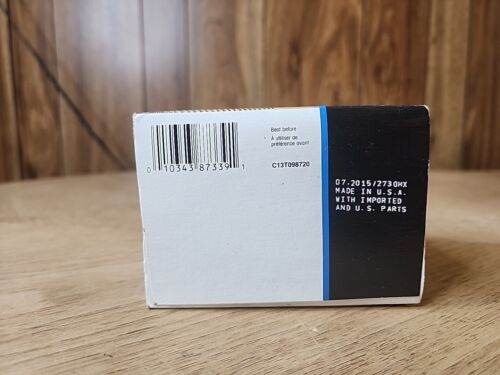 Best before
À utiliser de
préférence avant
C13T098720
0 10343 87339 1
07.2015/2730HX
MADE IN U.S.A.
WITH IMPORTED
AND U.S. PARTS